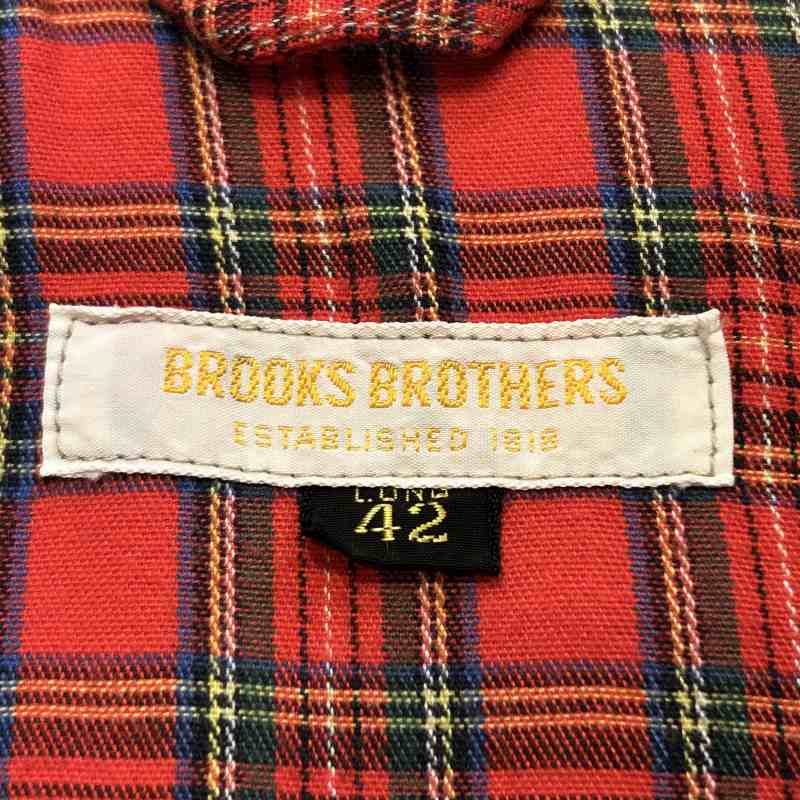 BROOKS BROTHERS
ESTABLISHED 1818
LONG
42